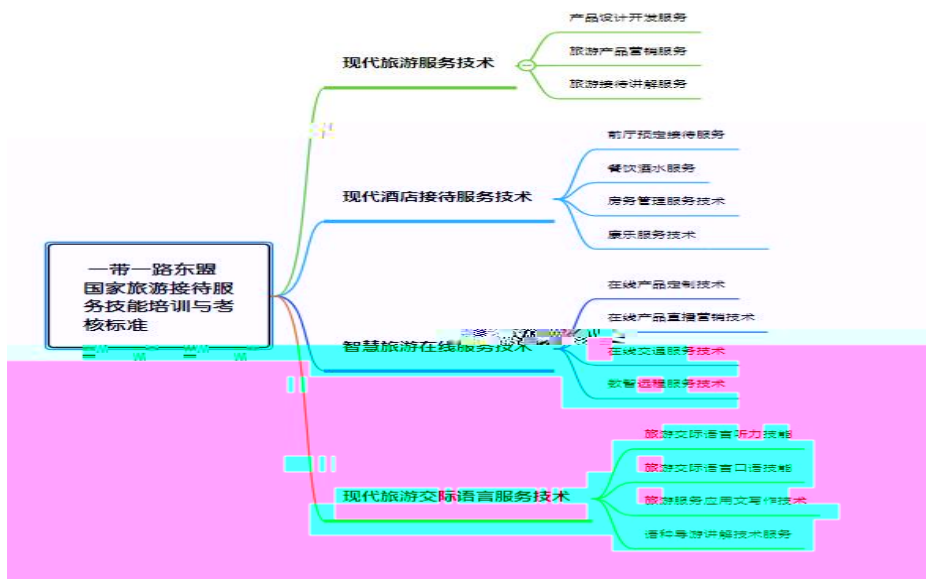 产品设计开发服务
旅游产品营销服务
旅游接待讲解服务
现代旅游服务技术
前厅预定接待服务
餐饮酒水服务
房务管理服务技术
康乐服务技术
现代酒店接待服务技术
一带一路东盟
国家旅游接待服
务技能培训与考
核标准
在线产品定制技术
在线产品直播营销技术
在线交通服务技术
数智远程服务技术
智慧旅游在线服务技术
旅游交际语言听力技能
旅游交际语言口语技能
旅游服务应用文写作技术
语种导游讲解技术服务
现代旅游交际语言服务技术